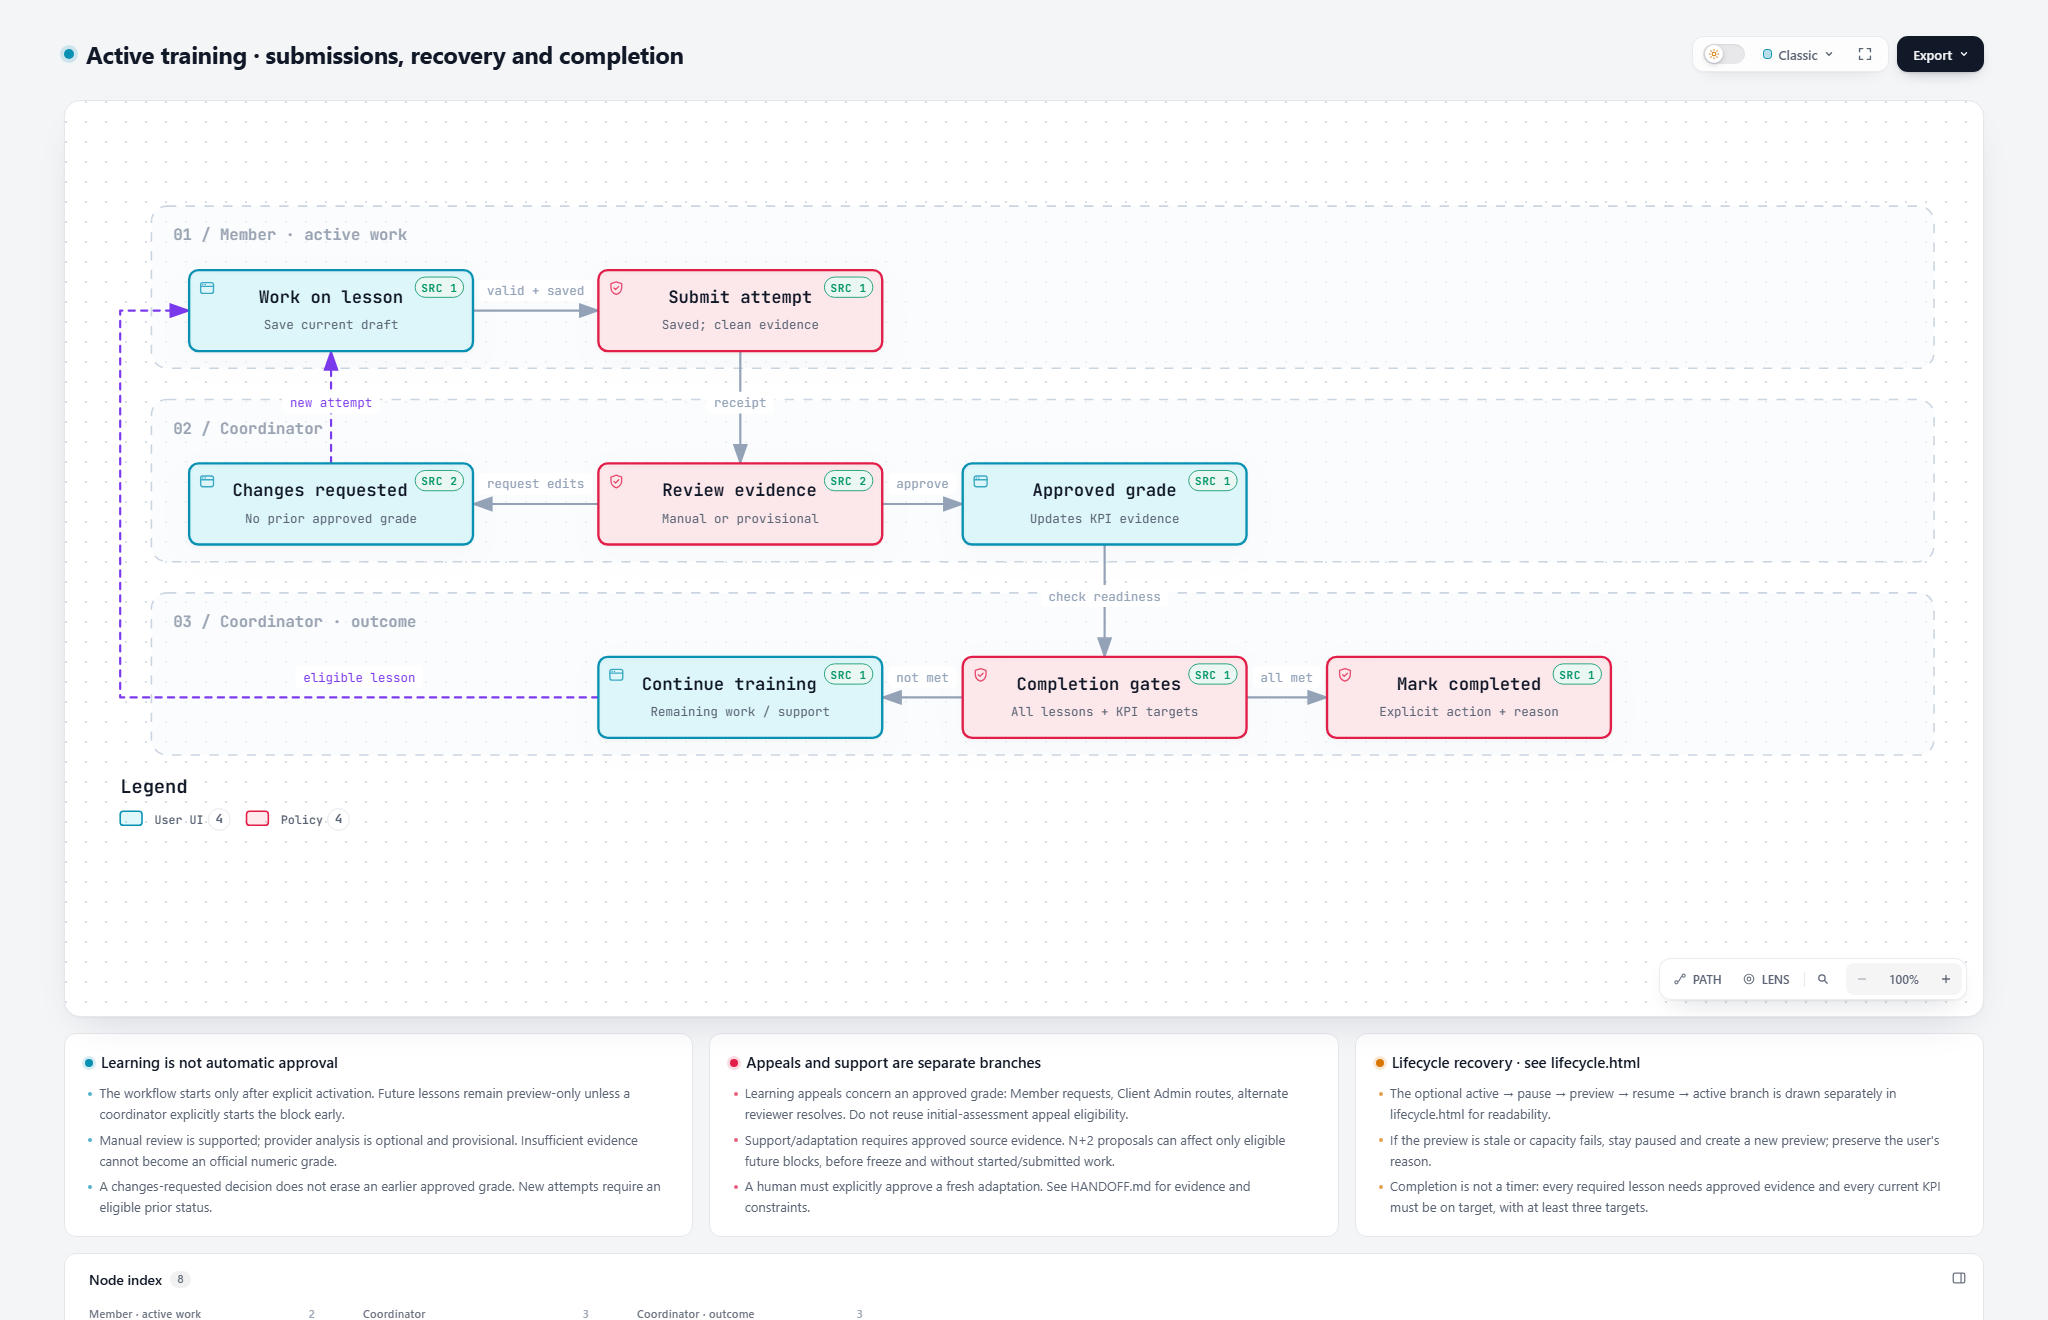 Active training · submissions, recovery and completion
Classic
Export
01 / Member · active work
Work on lesson
SRC 1
Save current draft
valid + saved
Submit attempt
SRC 1
Saved; clean evidence
new attempt
receipt
02 / Coordinator
Changes requested
SRC 2
No prior approved grade
request edits
Review evidence
SRC 2
Manual or provisional
approve
Approved grade
SRC 1
Updates KPI evidence
check readiness
03 / Coordinator · outcome
eligible lesson
Continue training
SRC 1
Remaining work / support
not met
Completion gates
SRC 1
All lessons + KPI targets
all met
Mark completed
SRC 1
Explicit action + reason
Legend
User UI 4
Policy 4
PATH
LENS
− 100% +
Learning is not automatic approval
• The workflow starts only after explicit activation. Future lessons remain preview-only unless a
coordinator explicitly starts the block early.
• Manual review is supported; provider analysis is optional and provisional. Insufficient evidence
cannot become an official numeric grade.
• A changes-requested decision does not erase an earlier approved grade. New attempts require an
eligible prior status.
Appeals and support are separate branches
• Learning appeals concern an approved grade: Member requests, Client Admin routes, alternate
reviewer resolves. Do not reuse initial-assessment appeal eligibility.
• Support/adaptation requires approved source evidence. N+2 proposals can affect only eligible
future blocks, before freeze and without started/submitted work.
• A human must explicitly approve a fresh adaptation. See HANDOFF.md for evidence and
constraints.
Lifecycle recovery · see lifecycle.html
• The optional active → pause → preview → resume → active branch is drawn separately in
lifecycle.html for readability.
• If the preview is stale or capacity fails, stay paused and create a new preview; preserve the user's
reason.
• Completion is not a timer: every required lesson needs approved evidence and every current KPI
must be on target, with at least three targets.
Node index 8
Member · active work 2
Coordinator 3
Coordinator · outcome 3